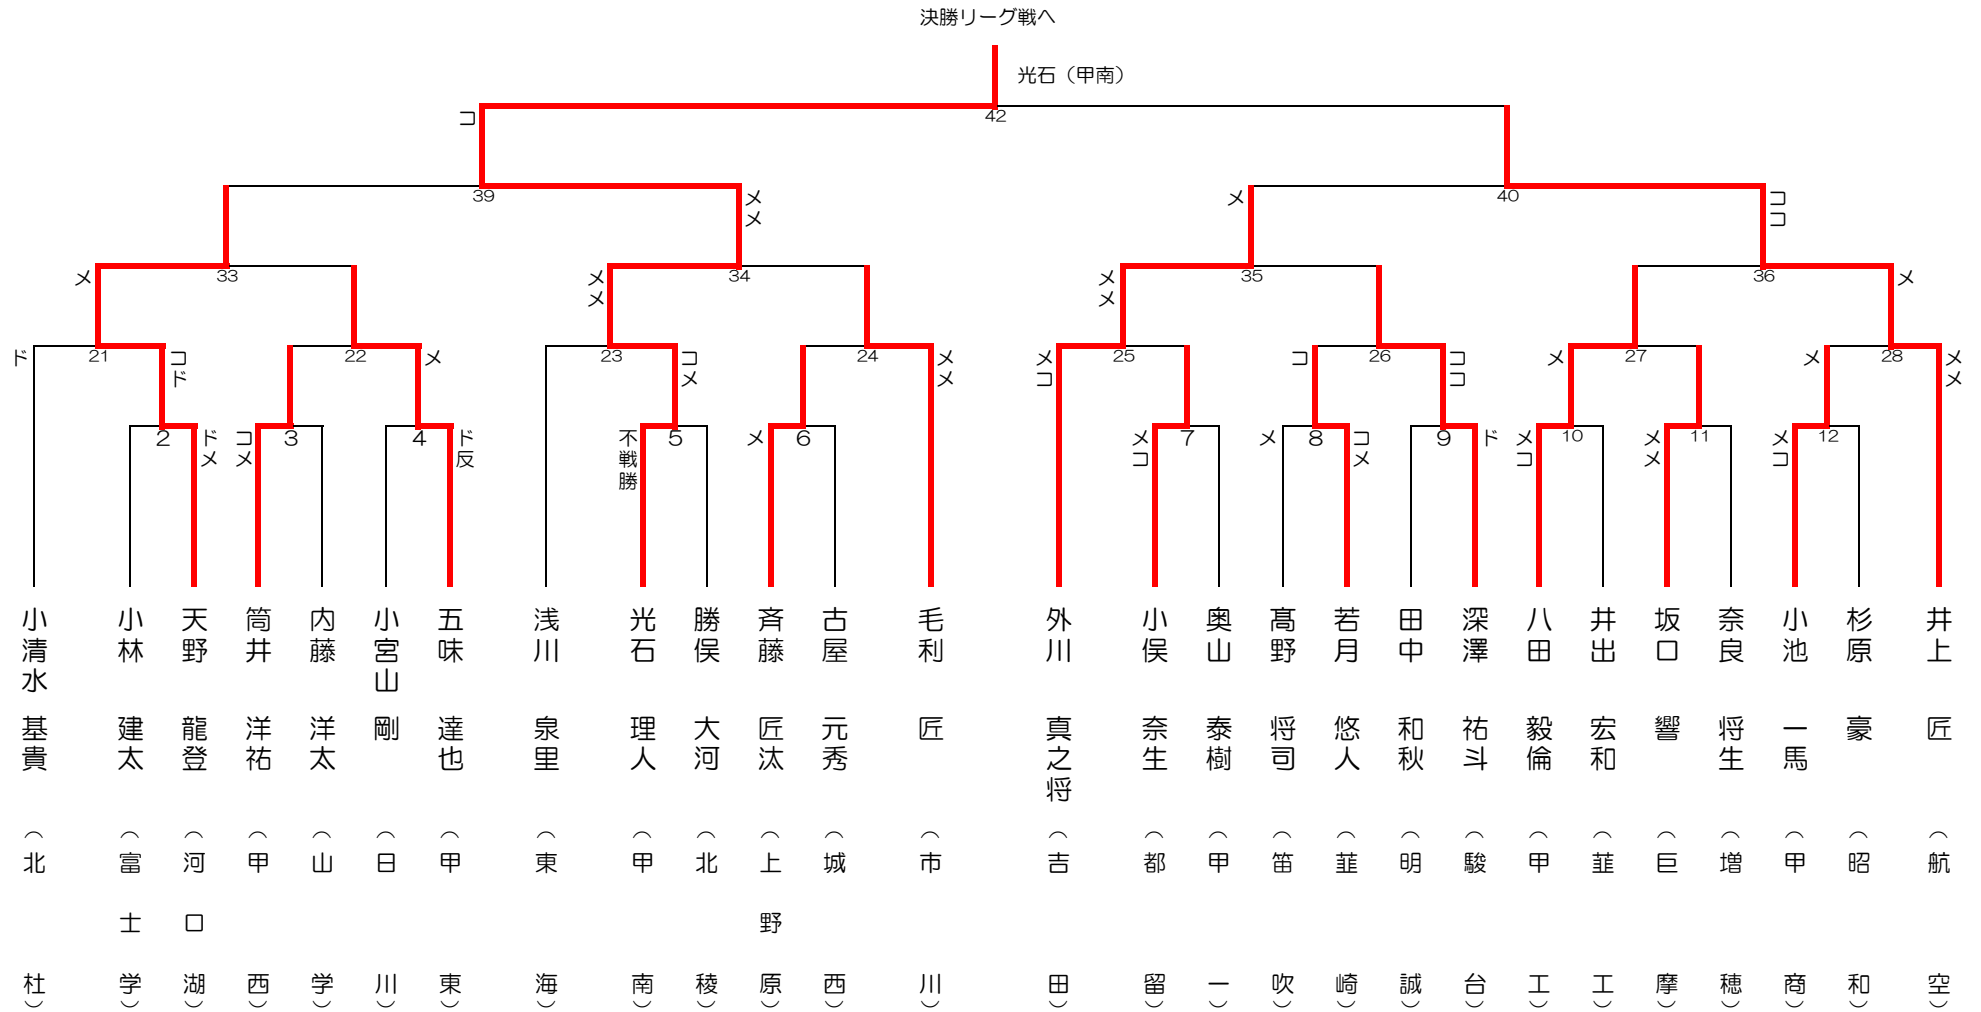 決勝リーグ戦へ
光石（甲南）
コ
42
39
メメ
メ
40
ココ
メ
33
メメ
34
メメ
35
36
メ
ド
21
コド
22
メ
23
コメ
24
メメ
メコ
25
コ
26
ココ
メ
27
メ
28
メメ
2
ドメ
コメ
3
4
ド反
不戦勝
5
メ
6
メコ
7
メ
8
コメ
9
ド
メコ
10
メメ
11
メコ
12
小清水 基貴（北杜）
小林 建太（富士学）
天野 龍登（河口湖）
筒井 洋祐（甲西）
内藤 洋太（山学）
小宮山 剛（日川）
五味 達也（甲東）
浅川 泉里（東海）
光石 理人（甲南）
勝俣 大河（北稜）
斉藤 匠汰（上野原）
古屋 元秀（城西）
毛利 匠（市川）
外川 真之将（吉田）
小俣 奈生（都留）
奥山 泰樹（甲一）
髙野 将司（笛吹）
若月 悠人（韮崎）
田中 和秋（明誠）
深澤 祐斗（駿台）
八田 毅倫（甲工）
井出 宏和（韮工）
坂口 響（巨摩）
奈良 将生（増穂）
小池 一馬（甲商）
杉原 豪（昭和）
井上 匠（航空）